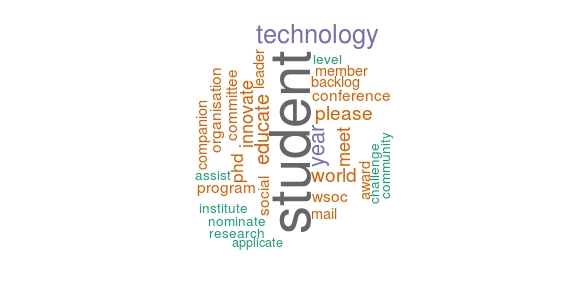 technology
student
level
member
backlog
conference
please
year
meet
world
wsoc
mail
award
challenge
community
leader
innovate
educate
committee
organisation
companion
phd
assist
program
social
institute
nominate
research
applicate